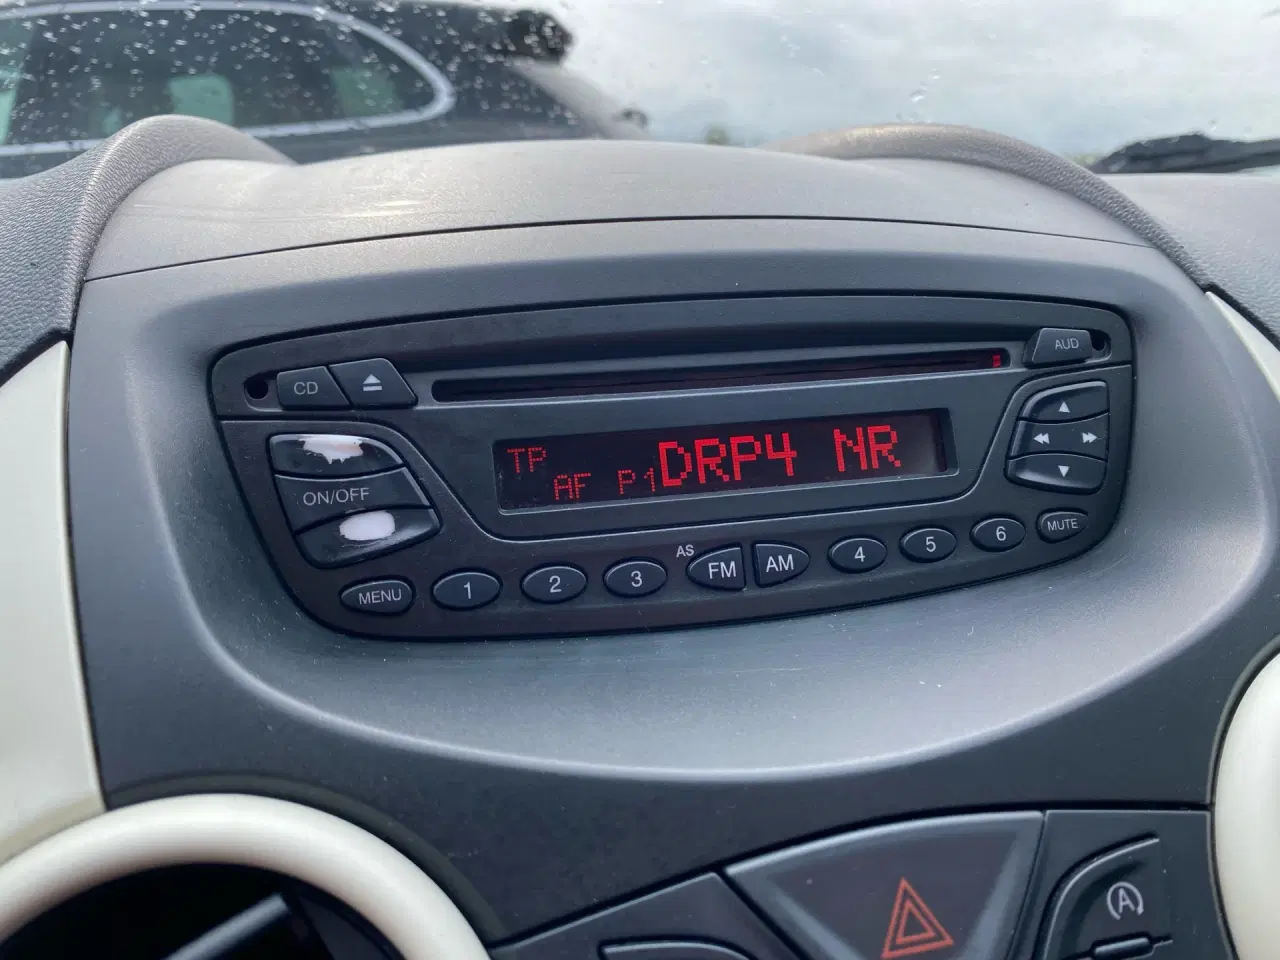 CD
AUD
TP
AF P1 DRP4 NR
ON/OFF
MENU 1 2 3 AS FM AM 4 5 6 MUTE
A